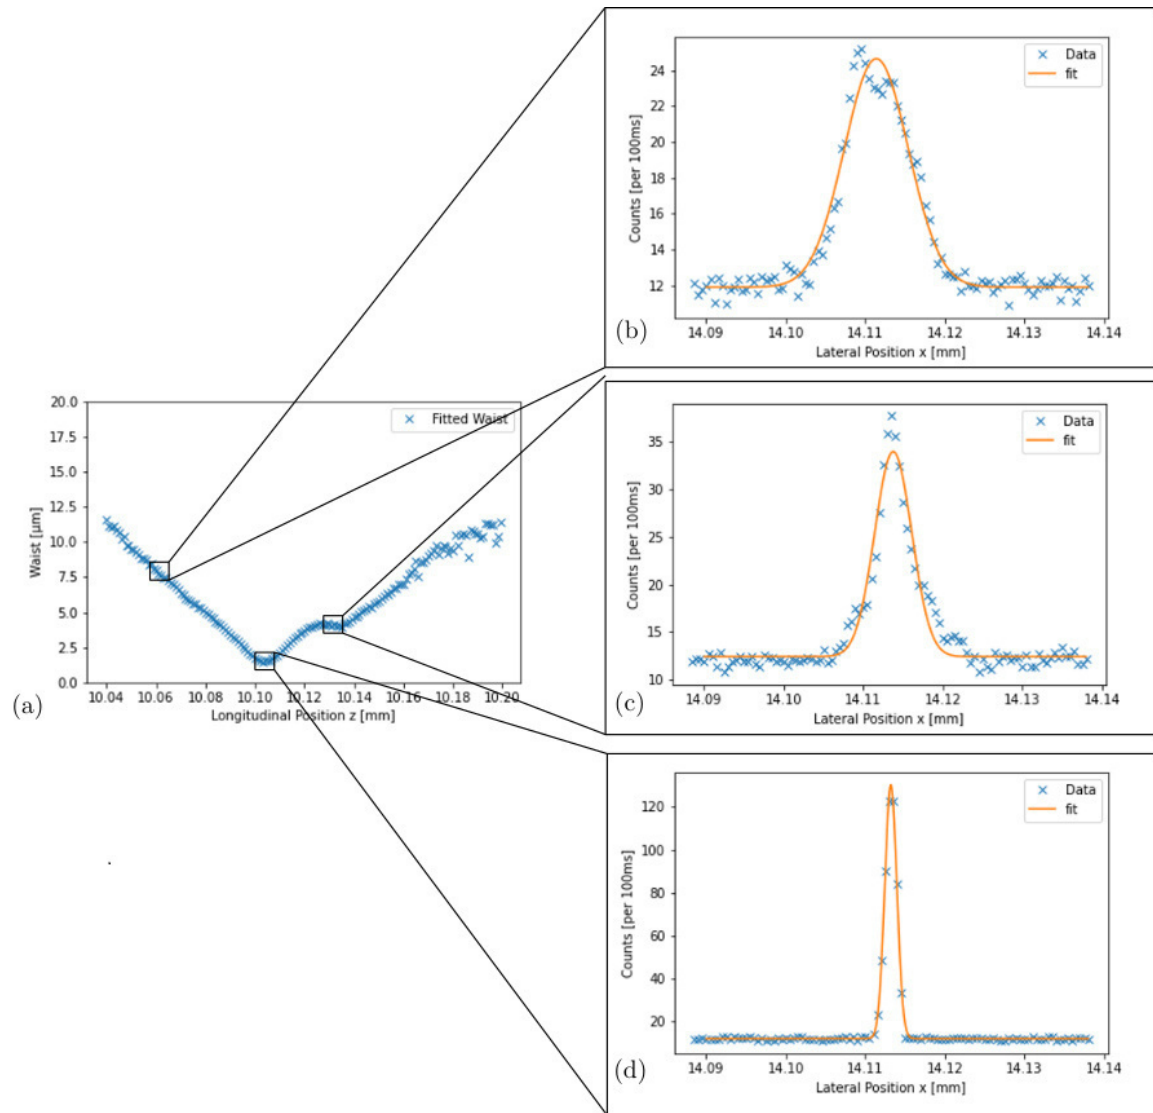 Data
fit
24
22
20
18
16
14
12
Counts [per 100ms]
14.09 14.10 14.11 14.12 14.13 14.14
Lateral Position x [mm]
(b)
Fitted Waist
20.0
17.5
15.0
12.5
10.0
7.5
5.0
2.5
0.0
Waist [µm]
10.04 10.06 10.08 10.10 10.12 10.14 10.16 10.18 10.20
Longitudinal Position z [mm]
(a)
Data
fit
35
30
25
20
15
10
Counts [per 100ms]
14.09 14.10 14.11 14.12 14.13 14.14
Lateral Position x [mm]
(c)
Data
fit
120
100
80
60
40
20
Counts [per 100ms]
14.09 14.10 14.11 14.12 14.13 14.14
Lateral Position x [mm]
(d)